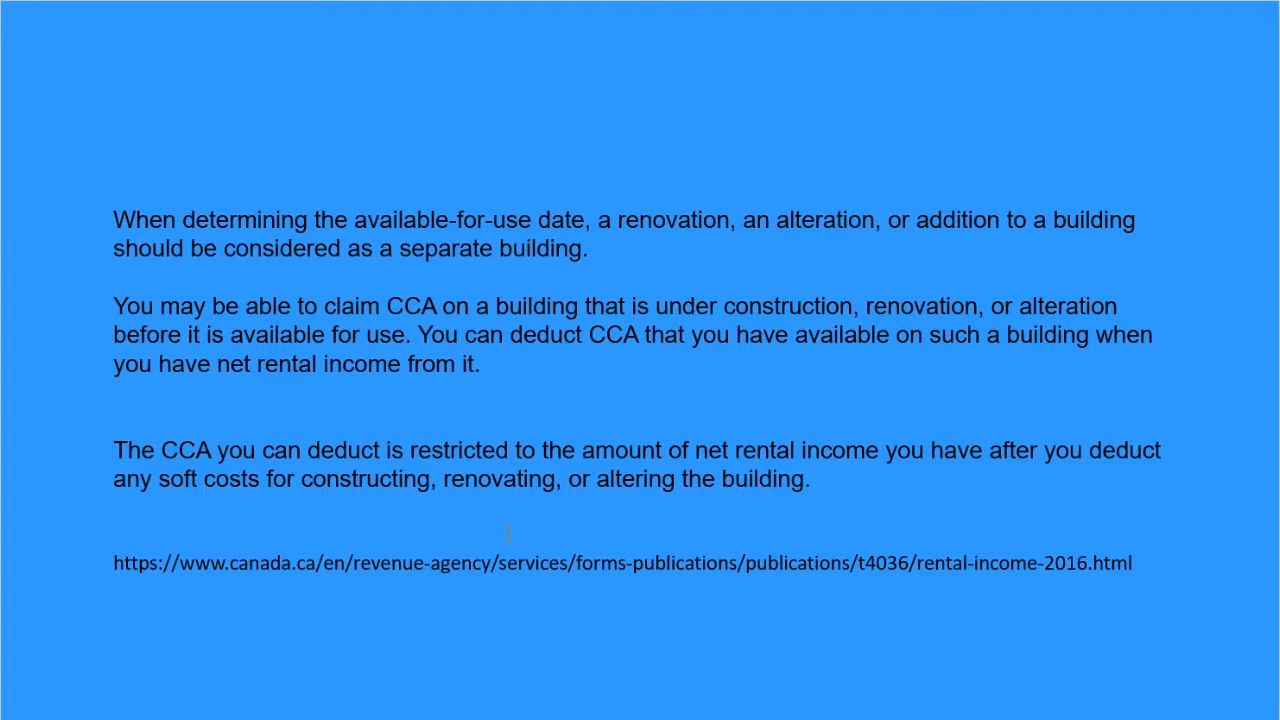 When determining the available-for-use date, a renovation, an alteration, or addition to a building
should be considered as a separate building.
You may be able to claim CCA on a building that is under construction, renovation, or alteration
before it is available for use. You can deduct CCA that you have available on such a building when
you have net rental income from it.
The CCA you can deduct is restricted to the amount of net rental income you have after you deduct
any soft costs for constructing, renovating, or altering the building.
https://www.canada.ca/en/revenue-agency/services/forms-publications/publications/t4036/rental-income-2016.html